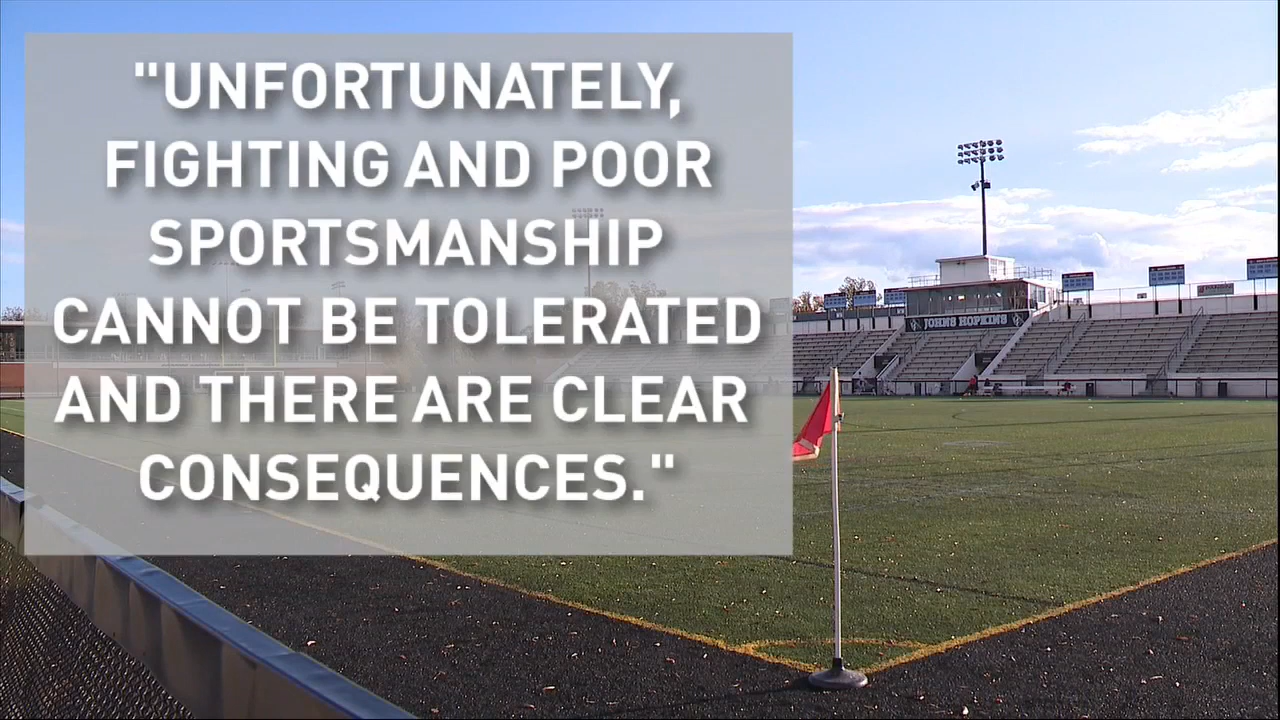 "UNFORTUNATELY,
FIGHTING AND POOR
SPORTSMANSHIP
CANNOT BE TOLERATED
AND THERE ARE CLEAR
CONSEQUENCES."
JOHNS HOPKINS